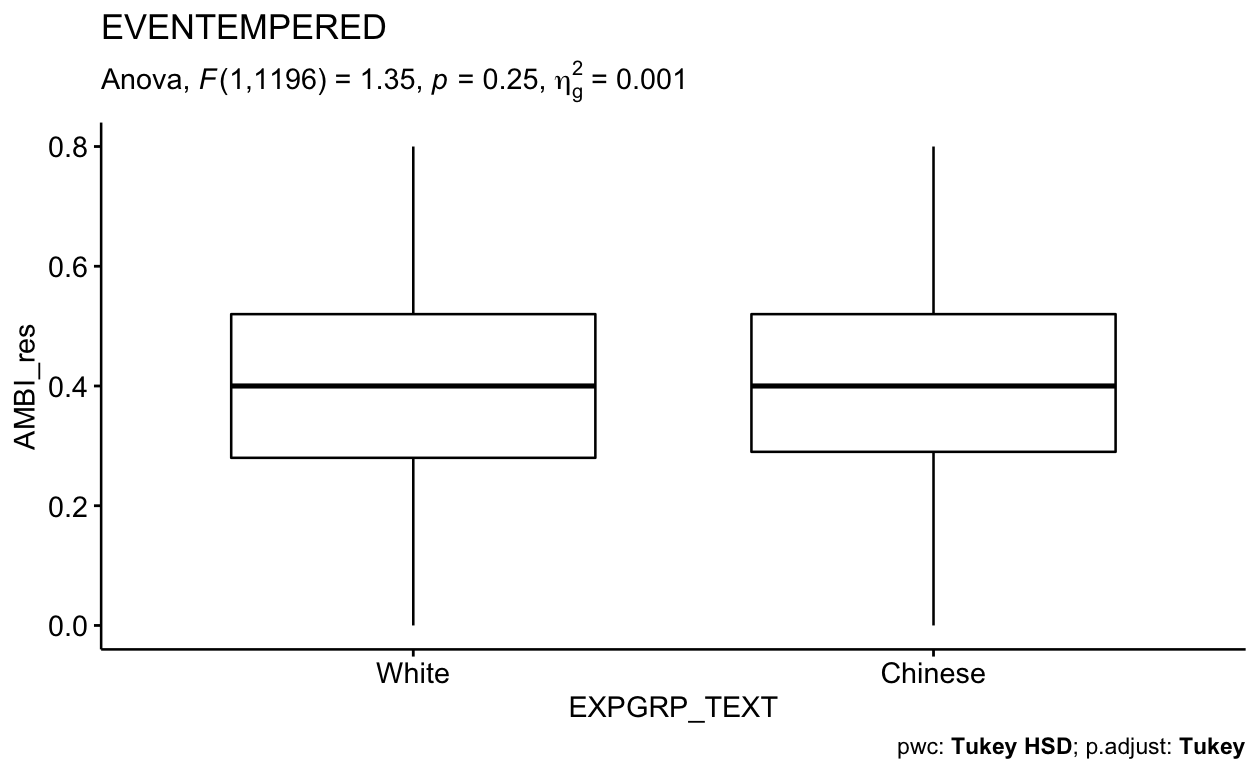 EVENTEMPERED
Anova, F(1,1196) = 1.35, p = 0.25, η²g = 0.001
0.8
0.6
0.4
0.2
0.0
AMBI_res
White Chinese
EXPGRP_TEXT
pwc: Tukey HSD; p.adjust: Tukey